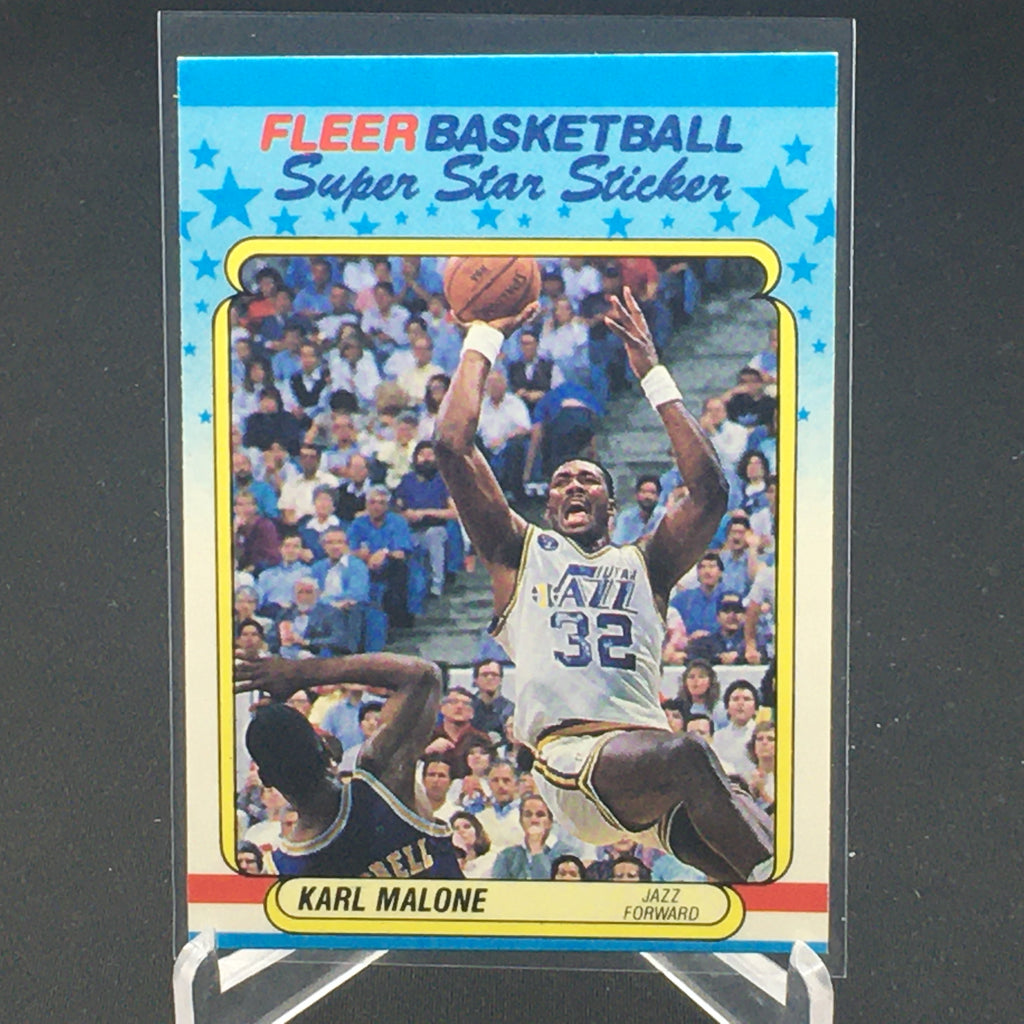 FLEER BASKETBALL
Super Star Sticker
UTAH
JAZZ
32
KARL MALONE
JAZZ
FORWARD